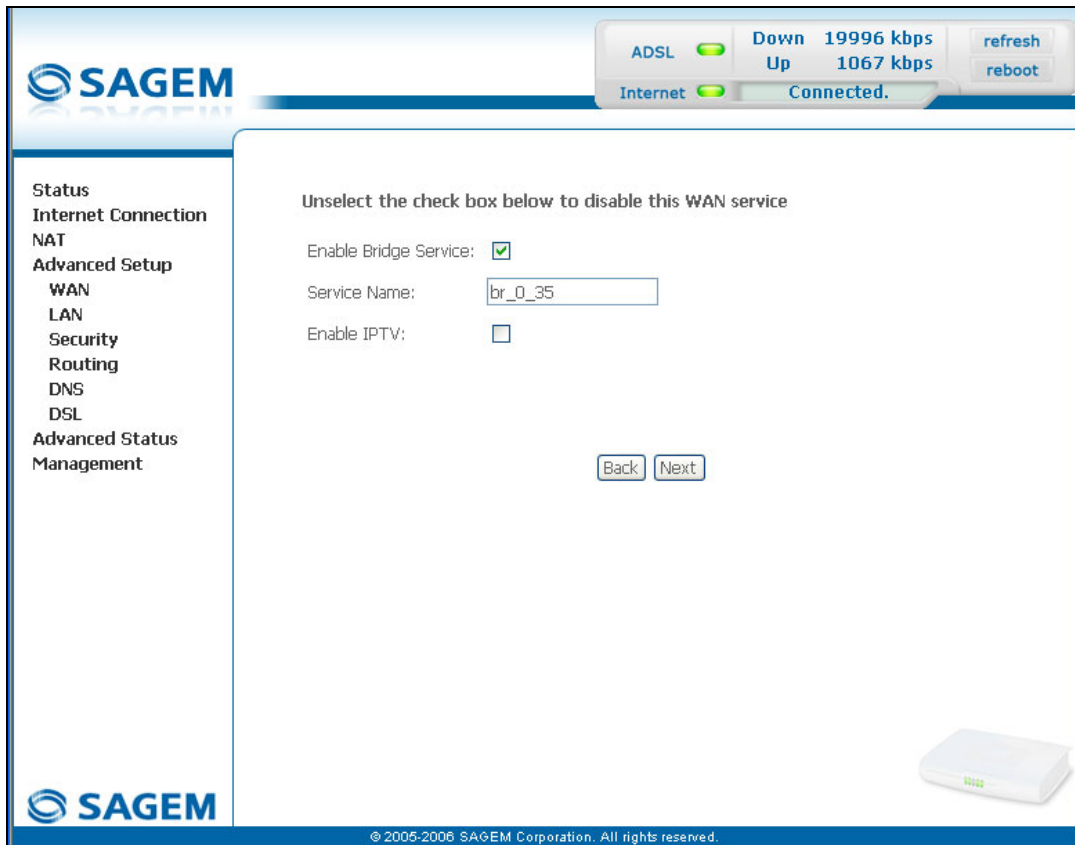 SAGEM
ADSL
Down 19996 kbps
Up 1067 kbps
refresh
reboot
Internet
Connected.
Status
Internet Connection
NAT
Advanced Setup
WAN
LAN
Security
Routing
DNS
DSL
Advanced Status
Management
Unselect the check box below to disable this WAN service
Enable Bridge Service:
Service Name: br_0_35
Enable IPTV:
Back Next
SAGEM
© 2005-2006 SAGEM Corporation. All rights reserved.